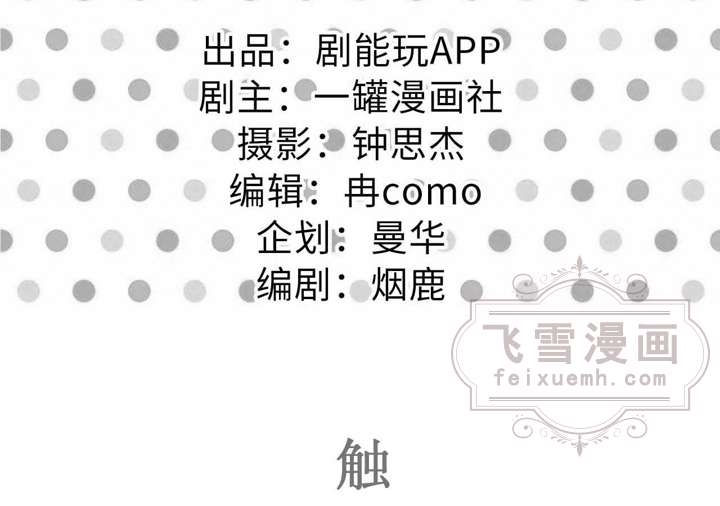 出品：剧能玩APP
剧主：一罐漫画社
摄影：钟思杰
编辑：冉como
企划：曼华
编剧：烟鹿
飞雪漫画
feixuemh.com
触